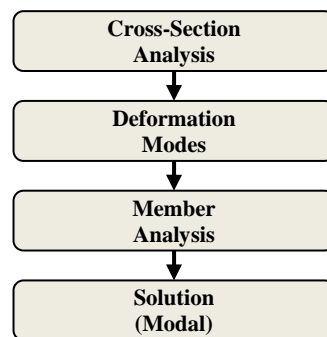 Cross-Section
Analysis
Deformation
Modes
Member
Analysis
Solution
(Modal)